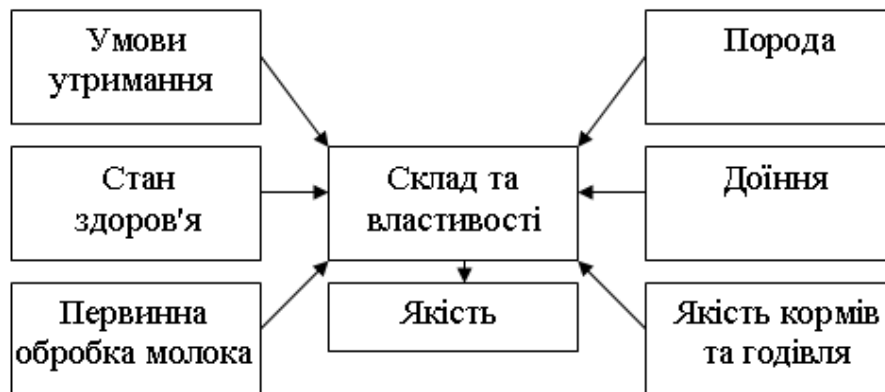 Умови
утримання
Порода
Стан
здоров'я
Склад та
властивості
Доїння
Первинна
обробка молока
Якість
Якість кормів
та годівля